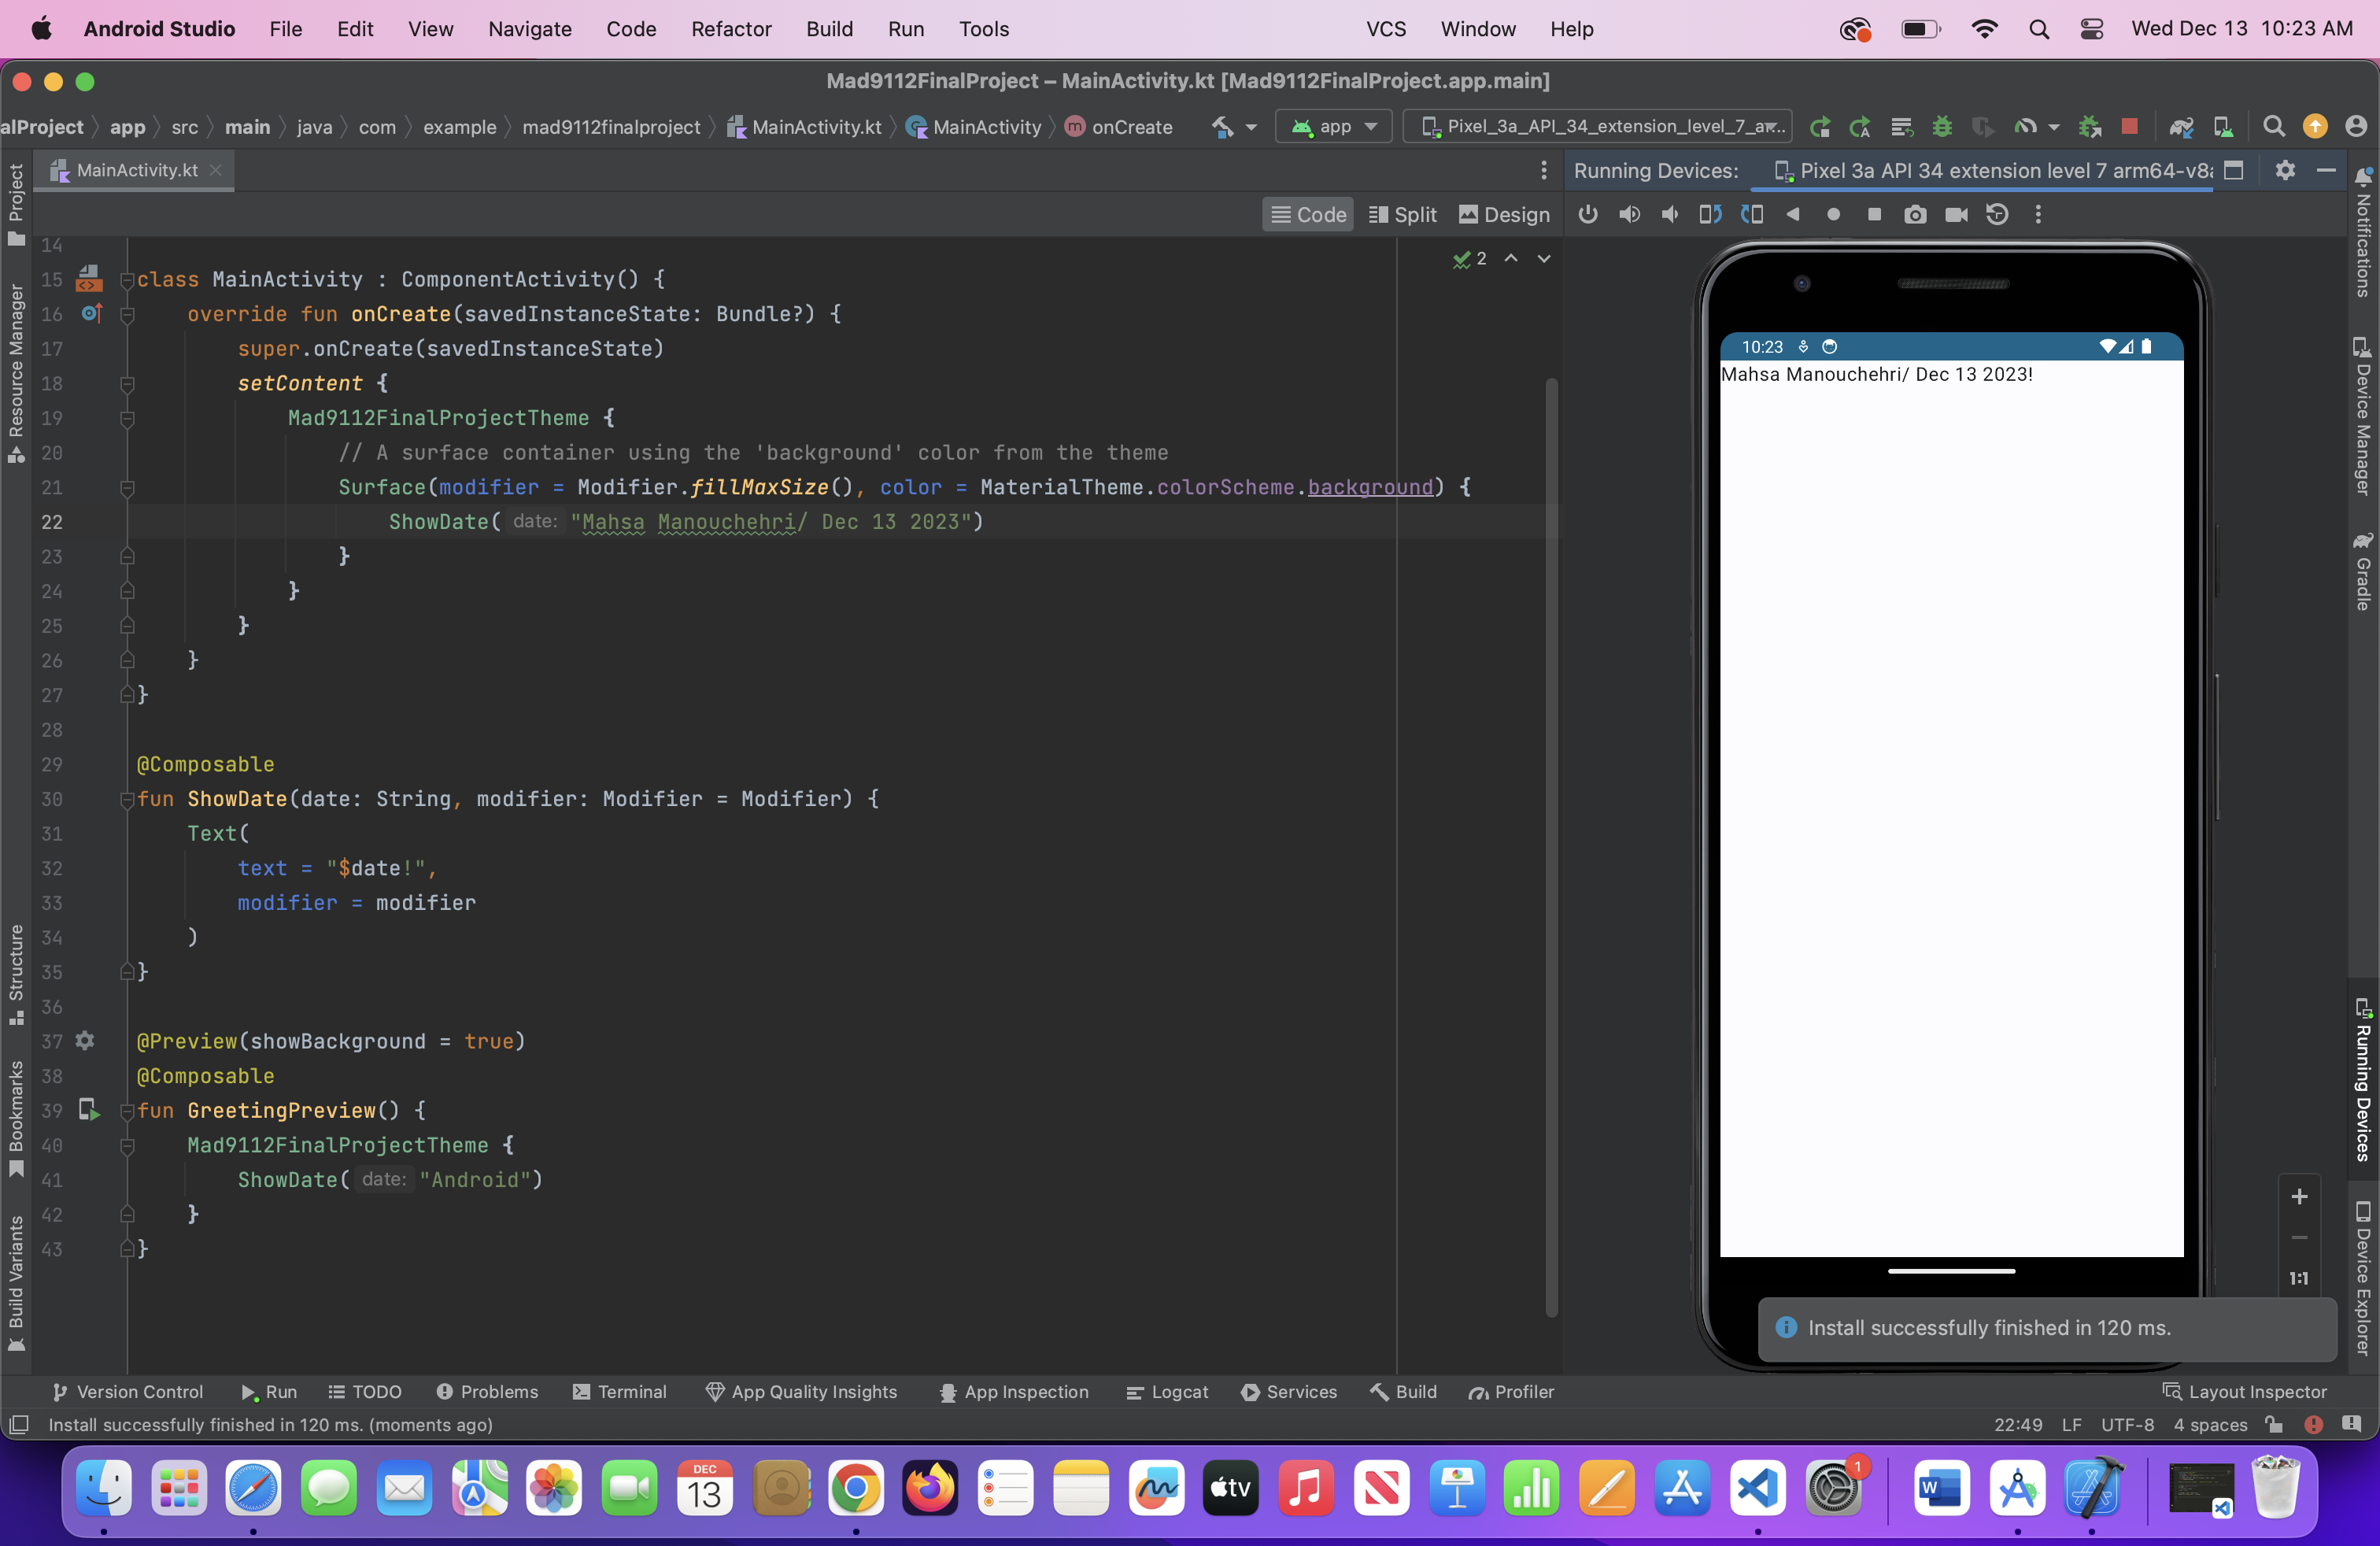 Android Studio File Edit View Navigate Code Refactor Build Run Tools VCS Window Help Wed Dec 13 10:23 AM
Mad9112FinalProject – MainActivity.kt [Mad9112FinalProject.app.main]
alProject app src main java com example mad9112finalproject MainActivity.kt MainActivity onCreate app Pixel_3a_API_34_extension_level_7_a...
MainActivity.kt
Running Devices: Pixel 3a API 34 extension level 7 arm64-v8a
Code Split Design
2
14
15 class MainActivity : ComponentActivity() {
16 override fun onCreate(savedInstanceState: Bundle?) {
17 super.onCreate(savedInstanceState)
18 setContent {
19 Mad9112FinalProjectTheme {
20 // A surface container using the 'background' color from the theme
21 Surface(modifier = Modifier.fillMaxSize(), color = MaterialTheme.colorScheme.background) {
22 ShowDate( date: "Mahsa Manouchehri/ Dec 13 2023")
23 }
24 }
25 }
26 }
27 }
28
29 @Composable
30 fun ShowDate(date: String, modifier: Modifier = Modifier) {
31 Text(
32 text = "$date!",
33 modifier = modifier
34 )
35 }
36
37 @Preview(showBackground = true)
38 @Composable
39 fun GreetingPreview() {
40 Mad9112FinalProjectTheme {
41 ShowDate( date: "Android")
42 }
43 }
10:23
Mahsa Manouchehri/ Dec 13 2023!
1:1
Install successfully finished in 120 ms.
Project
Resource Manager
Structure
Bookmarks
Build Variants
Notifications
Device Manager
Gradle
Running Devices
Device Explorer
Version Control Run TODO Problems Terminal App Quality Insights App Inspection Logcat Services Build Profiler Layout Inspector
Install successfully finished in 120 ms. (moments ago) 22:49 LF UTF-8 4 spaces
DEC
13
tv
1
W